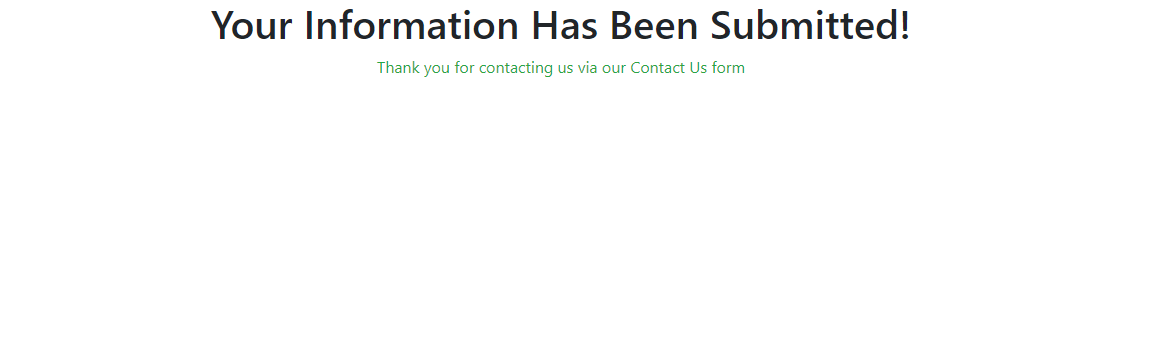 Your Information Has Been Submitted!
Thank you for contacting us via our Contact Us form